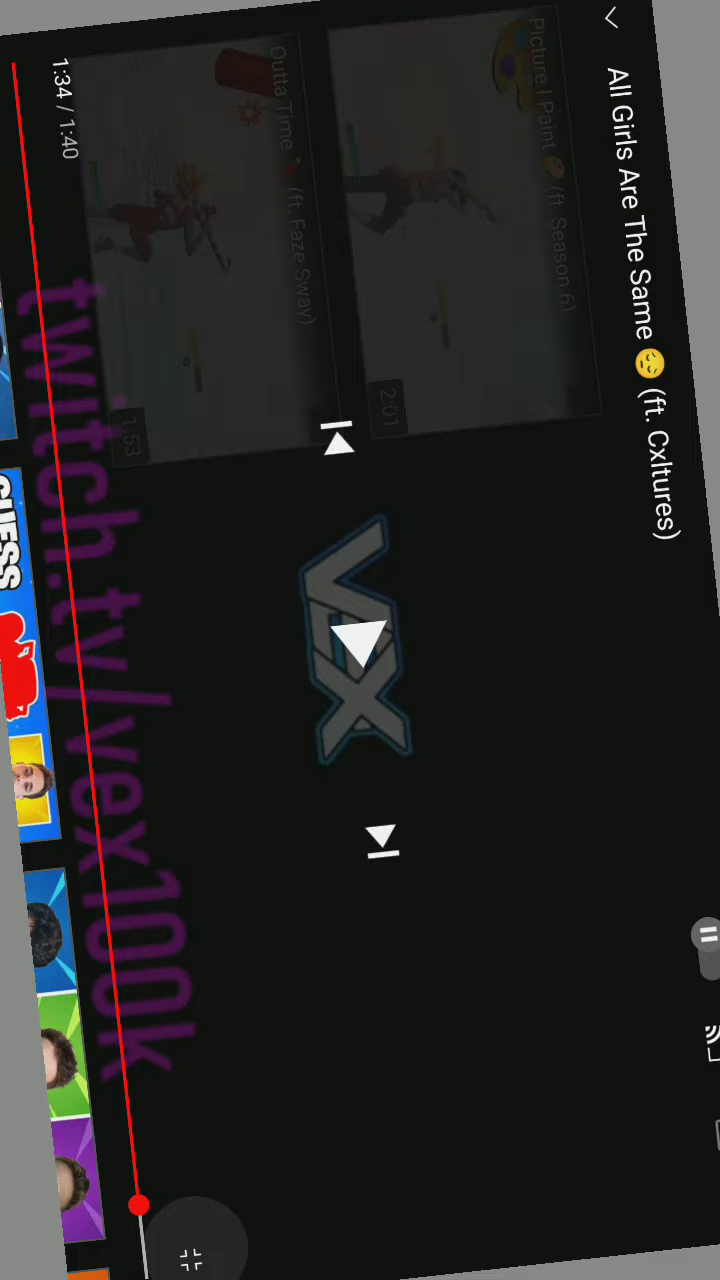 All Girls Are The Same 😔 (ft. Cxltures)
Picture I Paint 🎨 (ft. Season 6)
2:01
Outta Time 🧨 (ft. Faze Sway)
1:53
VEX
1:34 / 1:40
twitch.tv/vex100k
GUESS